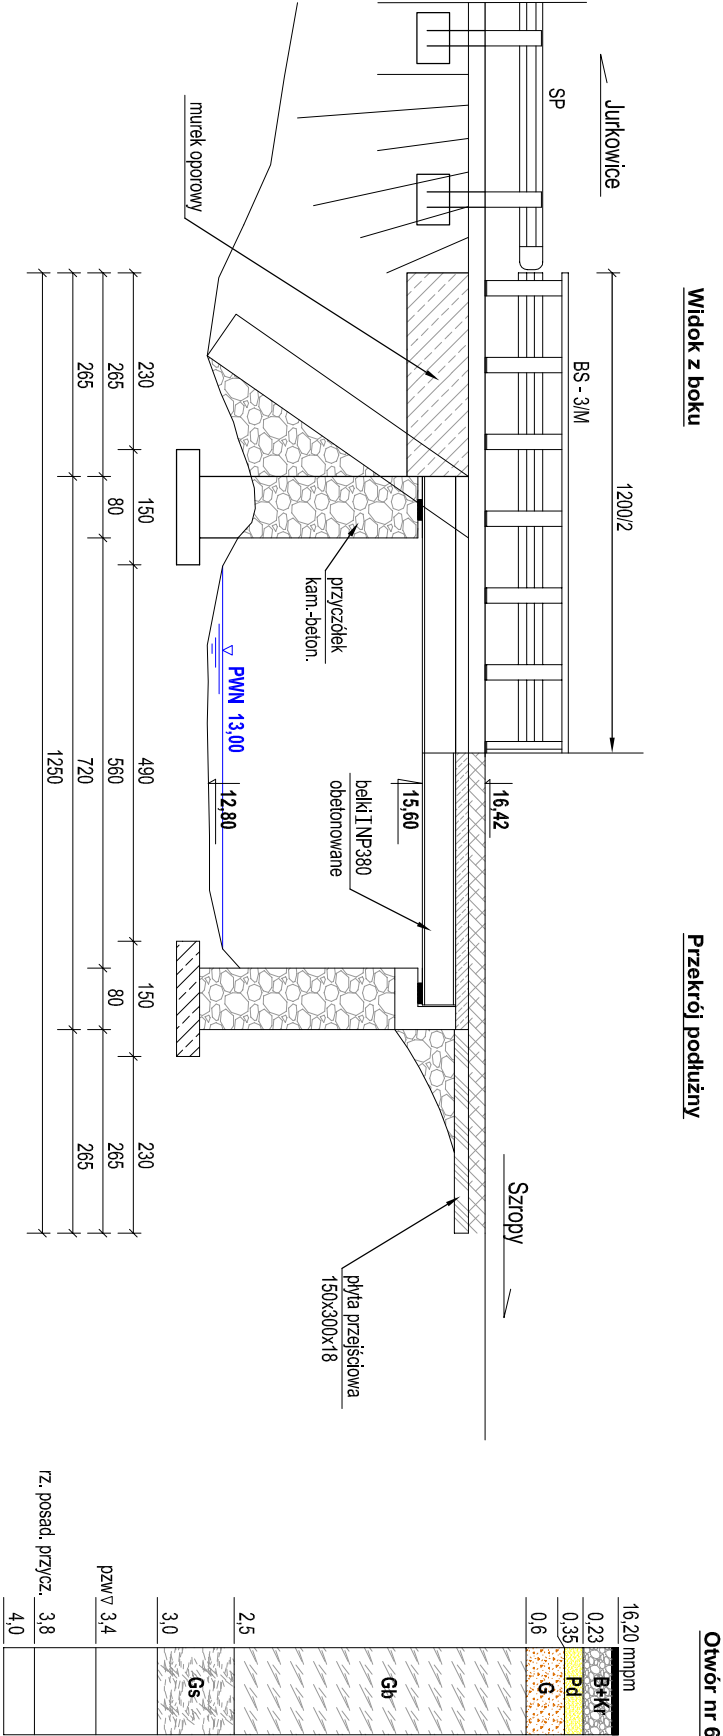 Widok z boku
Przekrój podłużny
Otwór nr 6
Jurkowice
SP
BS - 3/M
1200/2
Szropy
murek oporowy
przyczółek
kam.-beton.
PWN 13,00
12,80
15,60
16,42
belki I NP380
obetonowane
płyta przejściowa
150x300x18
230
150
490
150
230
265
80
560
80
265
265
720
265
1250
16,20 mnpm
0,23
0,35
0,6
2,5
3,0
pzw 3,4
rz. posad. przycz. 3,8
4,0
B+Kr
Pd
G
Gb
Gs